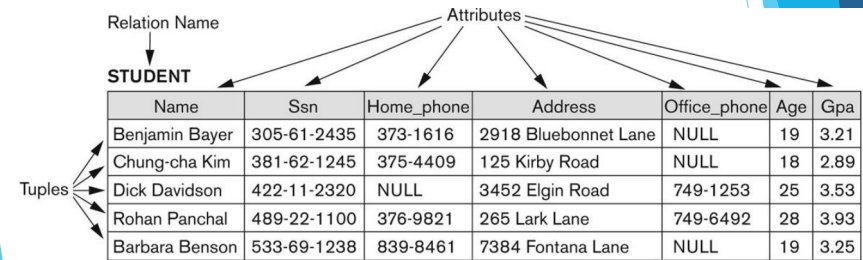 Relation Name
Attributes
STUDENT
Name Ssn Home_phone Address Office_phone Age Gpa
Benjamin Bayer 305-61-2435 373-1616 2918 Bluebonnet Lane NULL 19 3.21
Chung-cha Kim 381-62-1245 375-4409 125 Kirby Road NULL 18 2.89
Tuples Dick Davidson 422-11-2320 NULL 3452 Elgin Road 749-1253 25 3.53
Rohan Panchal 489-22-1100 376-9821 265 Lark Lane 749-6492 28 3.93
Barbara Benson 533-69-1238 839-8461 7384 Fontana Lane NULL 19 3.25